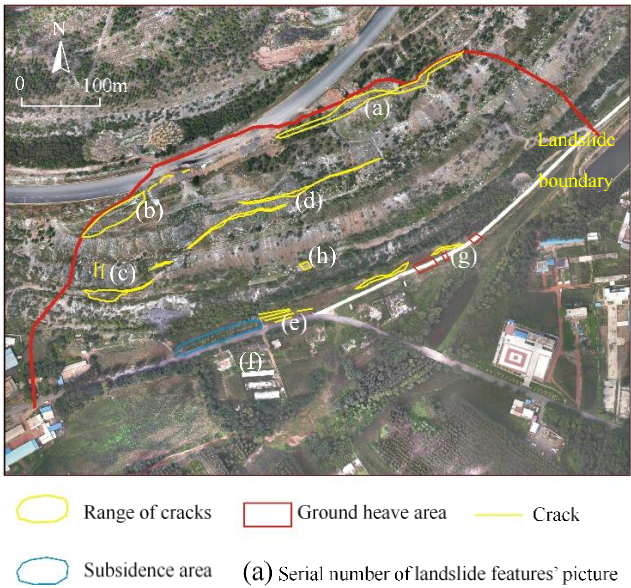 N
0 100m
(a)
Landslide
boundary
(b)
(d)
(c)
(h)
(g)
(e)
(f)
Range of cracks
Ground heave area
Crack
Subsidence area
(a) Serial number of landslide features' picture